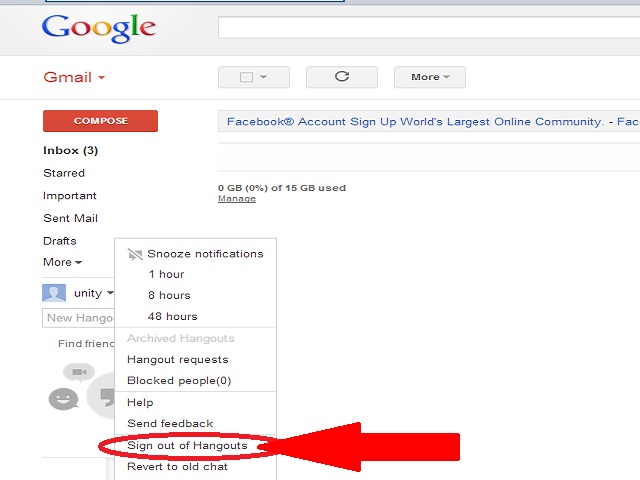 Google
Gmail
More
COMPOSE
Facebook® Account Sign Up World's Largest Online Community. - Fac
Inbox (3)
Starred
Important
Sent Mail
Drafts
More
0 GB (0%) of 15 GB used
Manage
unity
New Hango
Find friend
Snooze notifications
1 hour
8 hours
48 hours
Archived Hangouts
Hangout requests
Blocked people(0)
Help
Send feedback
Sign out of Hangouts
Revert to old chat